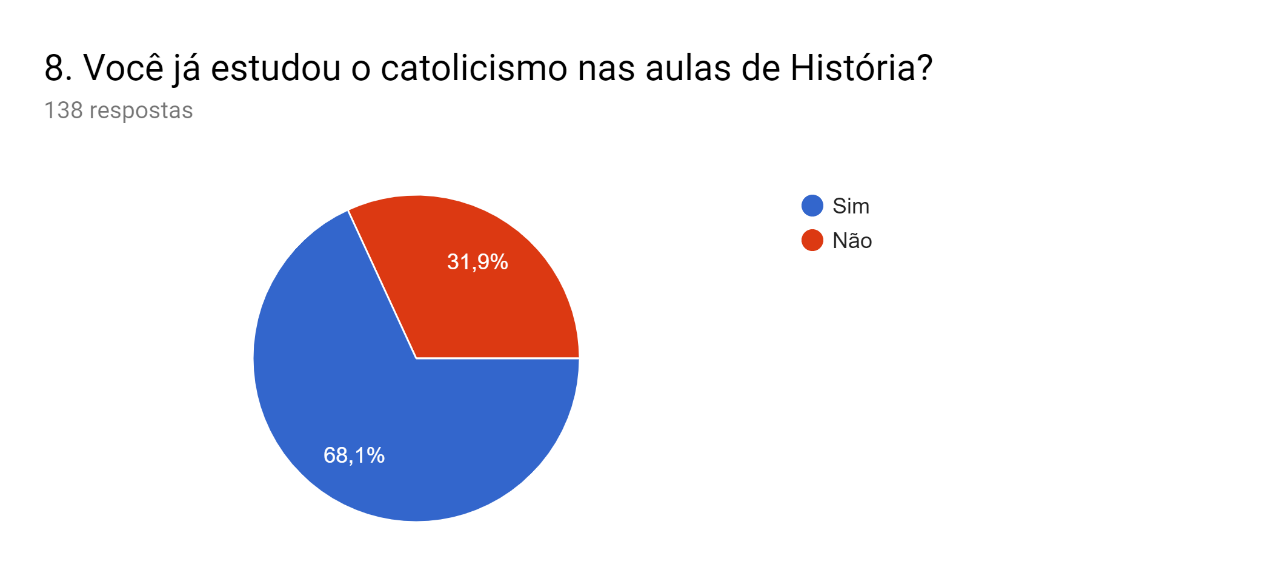 8. Você já estudou o catolicismo nas aulas de História?
138 respostas
Sim
Não
31,9%
68,1%